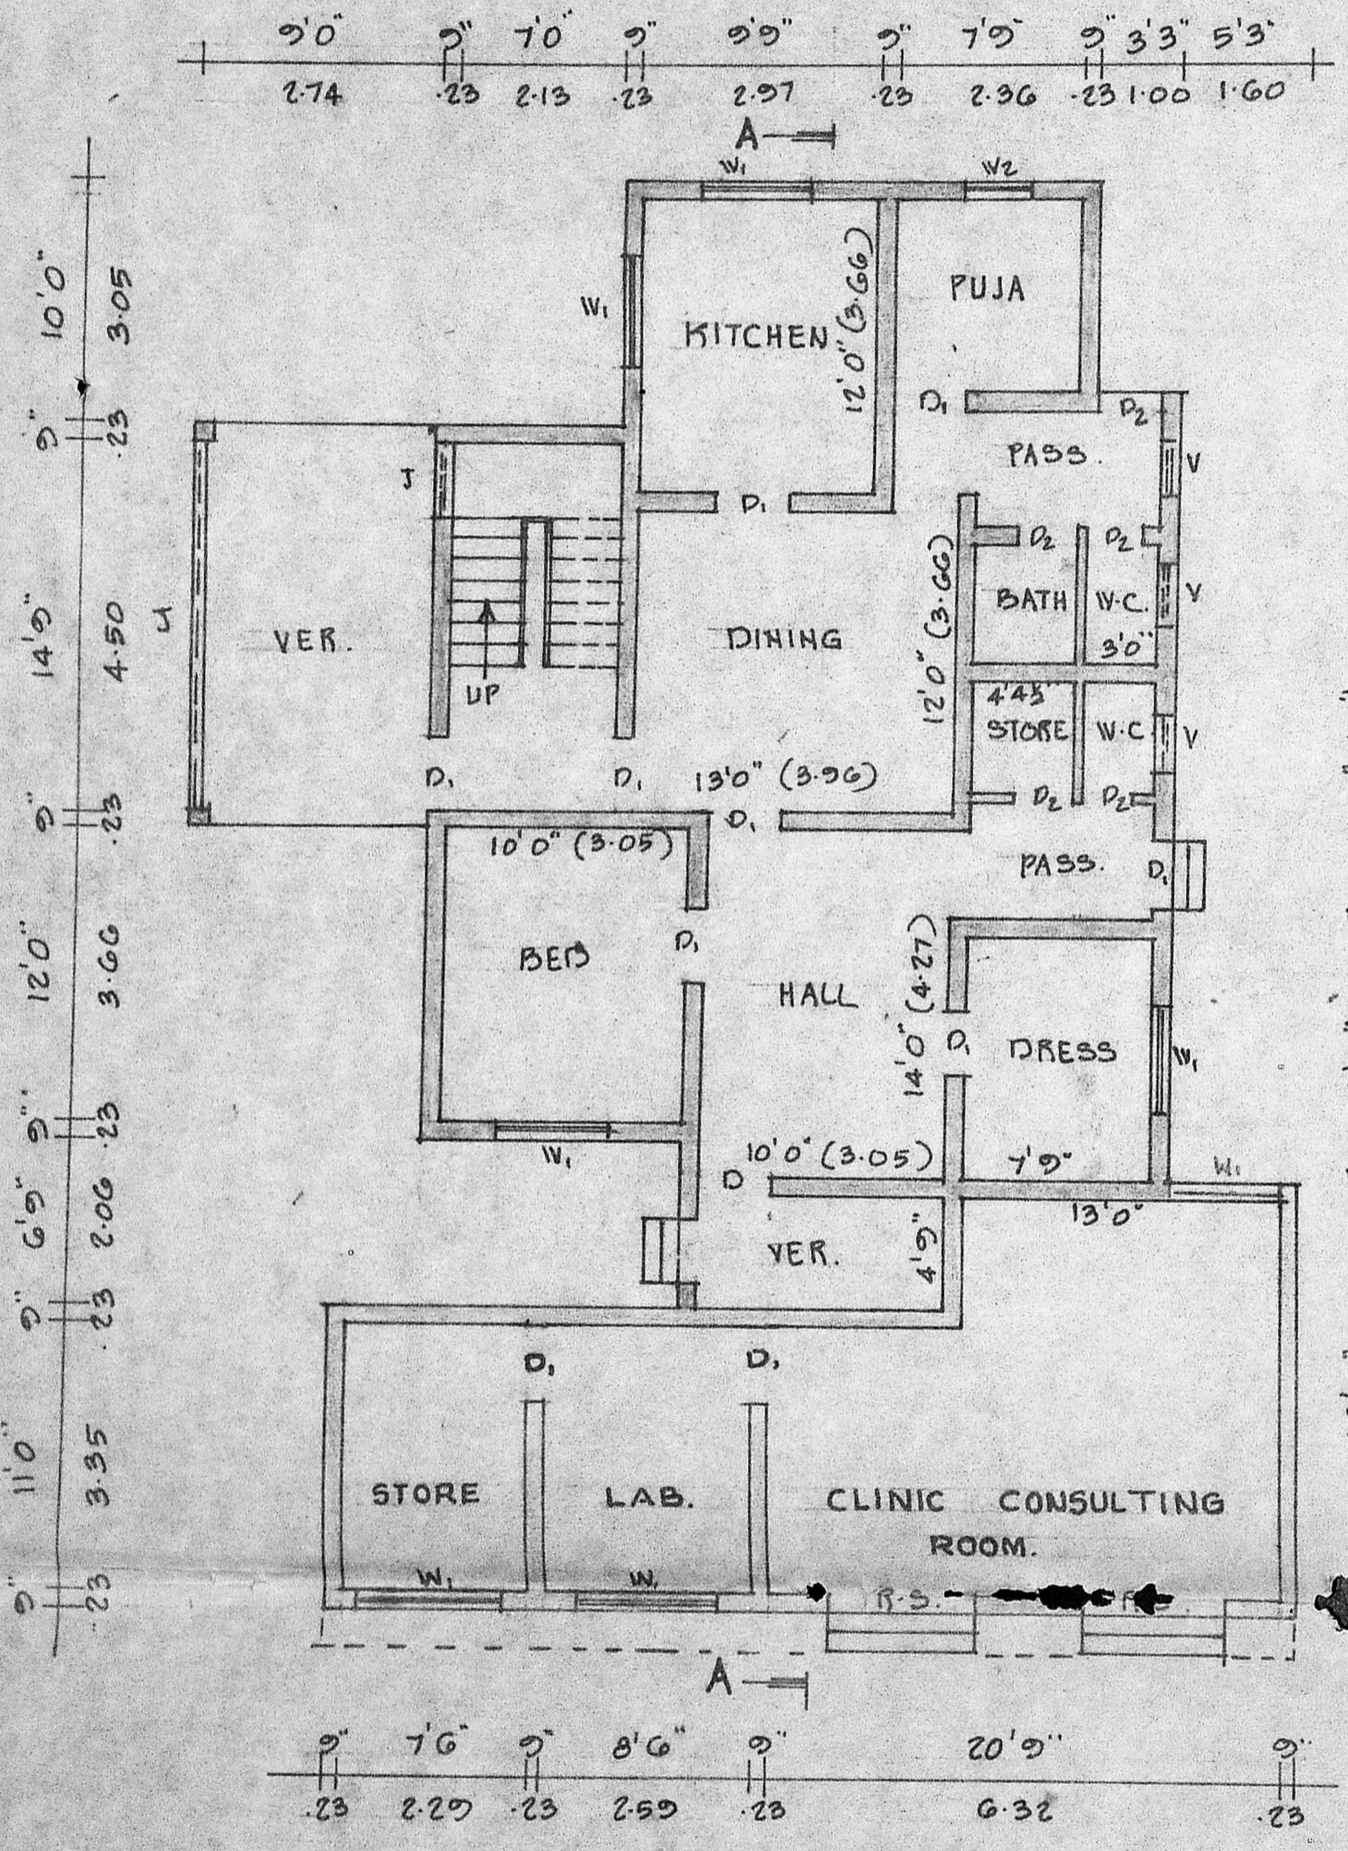 9'0" 9" 7'0" 9" 9'9" 9" 7'9" 9" 3'3" 5'3"
2.74 .23 2.13 .23 2.97 .23 2.36 .23 1.00 1.60
A
W1 W2
10'0" 3.05
W1
KITCHEN
12'0" (3.66)
PUJA
D1
D2
9" .23
J
PASS.
V
D1
D2 D2
14'9" 4.50
U
VER.
UP
DINING
12'0" (3.66)
BATH W.C.
V
3'0"
4'4½"
STORE W.C
V
D1 D1 13'0" (3.96)
D2 D2
9" .23
D1
10'0" (3.05)
PASS. D1
12'0" 3.66
BED
D1
HALL
14'0" (4.27)
D1
DRESS
W1
9" .23
W1
10'0" (3.05)
7'9"
W1
D
13'0"
6'9" 2.06
VER.
4'9"
9" .23
D1 D1
11'0" 3.35
STORE LAB. CLINIC CONSULTING
ROOM.
W1 W1 R.S.
9" .23
A
9" 7'6" 9" 8'6" 9" 20'9" 9"
.23 2.29 .23 2.59 .23 6.32 .23